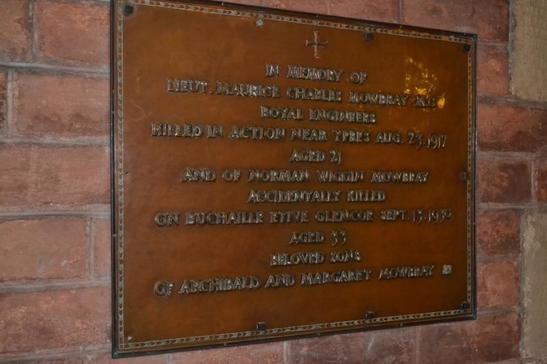 IN MEMORY OF
LIEUT. MAURICE CHARLES MOWBRAY
ROYAL ENGINEERS
KILLED IN ACTION NEAR YPRES AUG. 23, 1917
AGED 21
AND OF NORMAN WIGGIN MOWBRAY
ACCIDENTALLY KILLED
ON BUCHAILLE ETIVE GLENCOE SEPT. 13, 1930
AGED 33
BELOVED SONS
OF ARCHIBALD AND MARGARET MOWBRAY